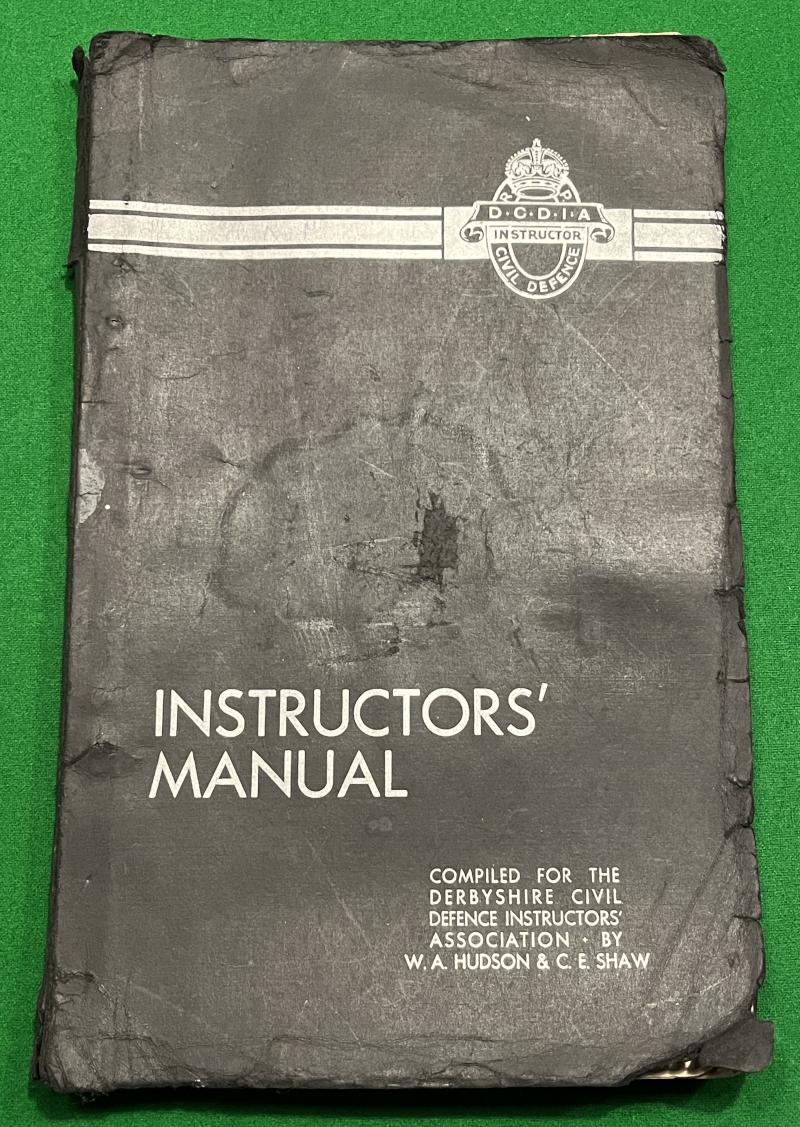 R P
D·C·D·I·A
INSTRUCTOR
CIVIL DEFENCE
INSTRUCTORS'
MANUAL
COMPILED FOR THE
DERBYSHIRE CIVIL
DEFENCE INSTRUCTORS'
ASSOCIATION · BY
W. A. HUDSON & C. E. SHAW